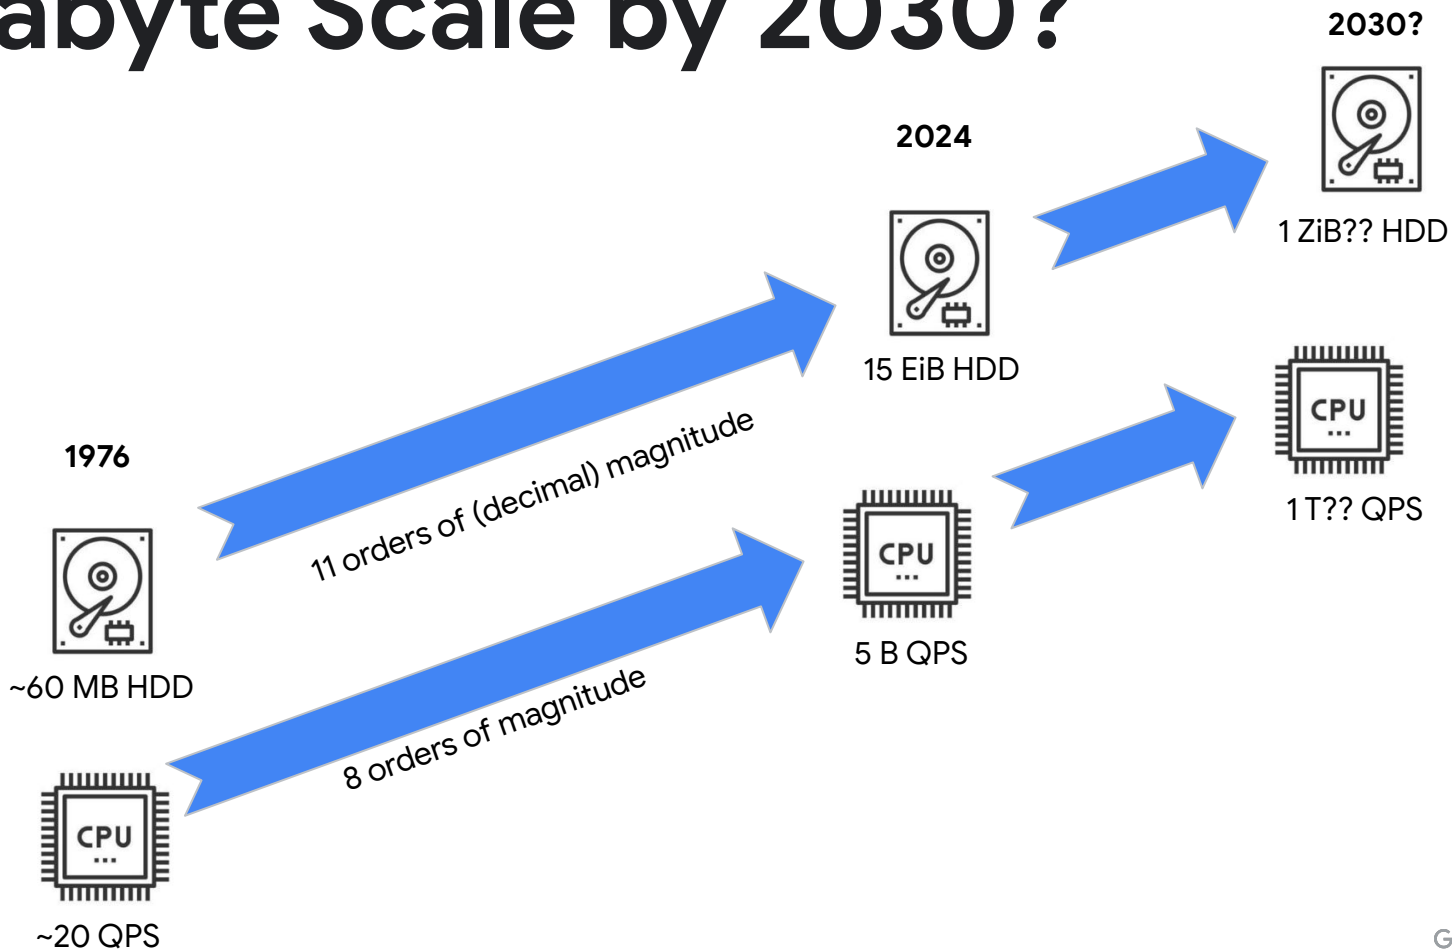 abyte Scale by 2030?
2030?
1 ZiB?? HDD
2024
15 EiB HDD
CPU
1 T?? QPS
11 orders of (decimal) magnitude
1976
~60 MB HDD
CPU
5 B QPS
8 orders of magnitude
CPU
~20 QPS
G